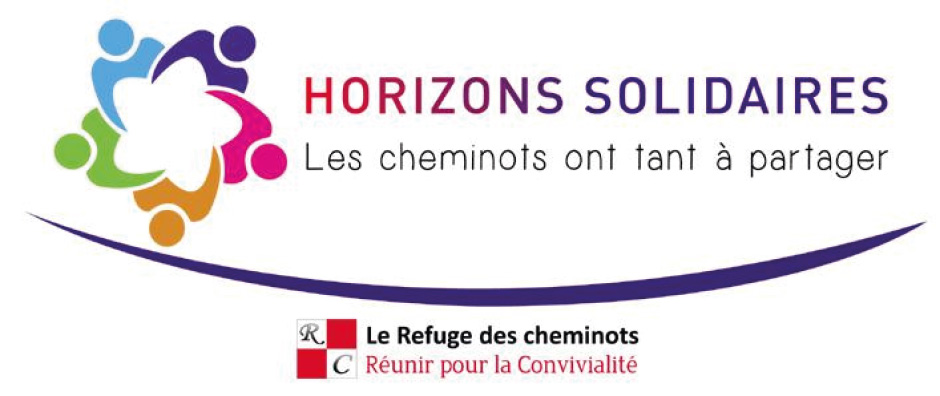 HORIZONS SOLIDAIRES
Les cheminots ont tant à partager
R
C
Le Refuge des cheminots
Réunir pour la Convivialité